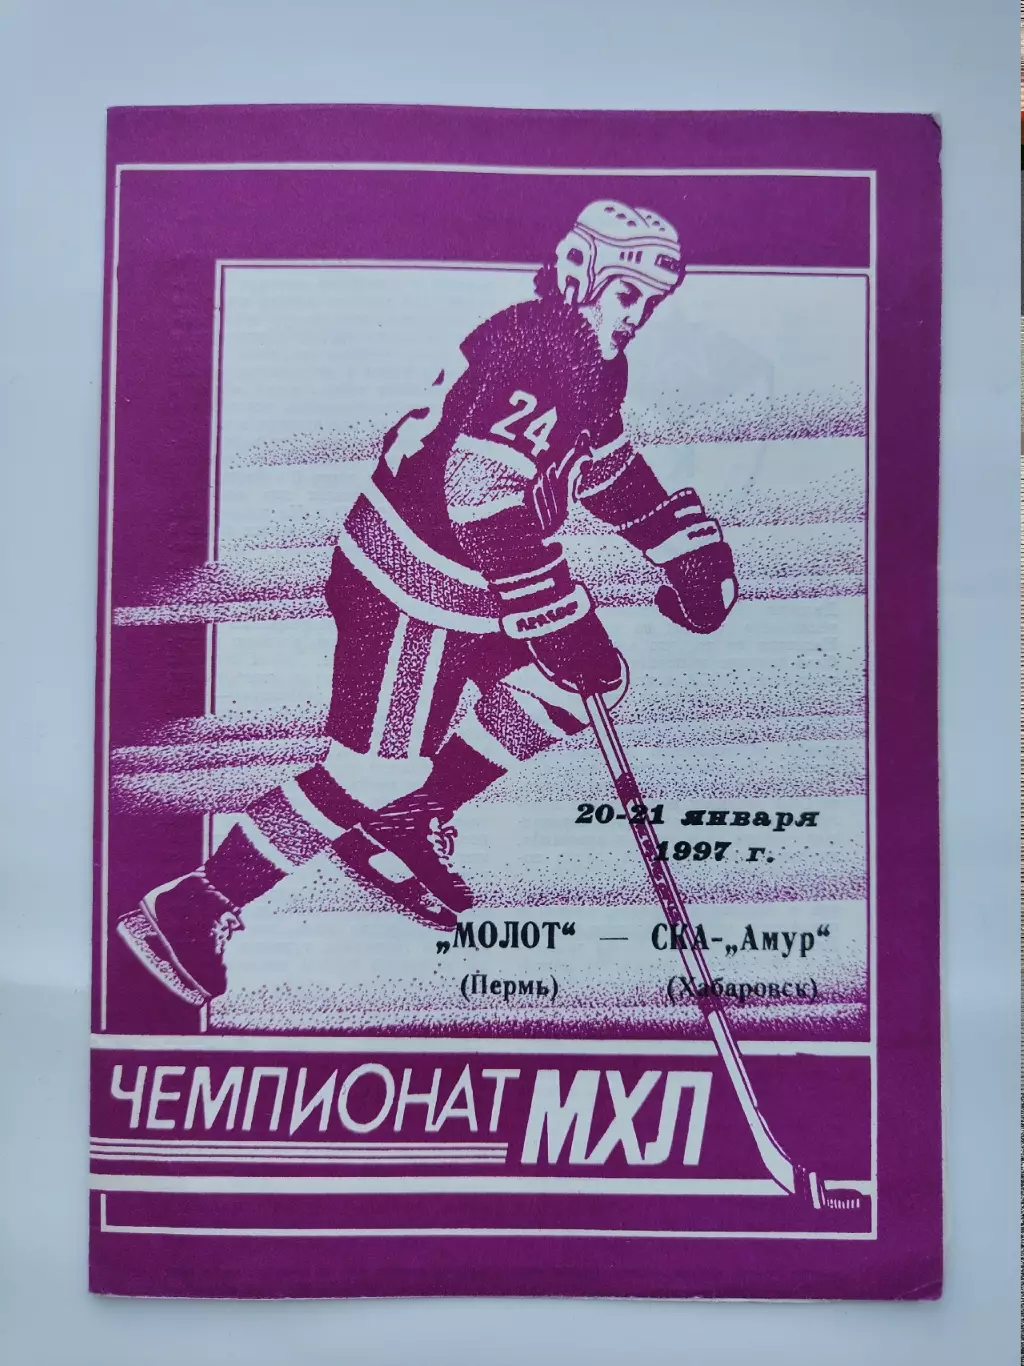 24
20-21 января
1997 г.
„МОЛОТ“ — СКА-„Амур“
(Пермь) (Хабаровск)
ЧЕМПИОНАТ МХЛ